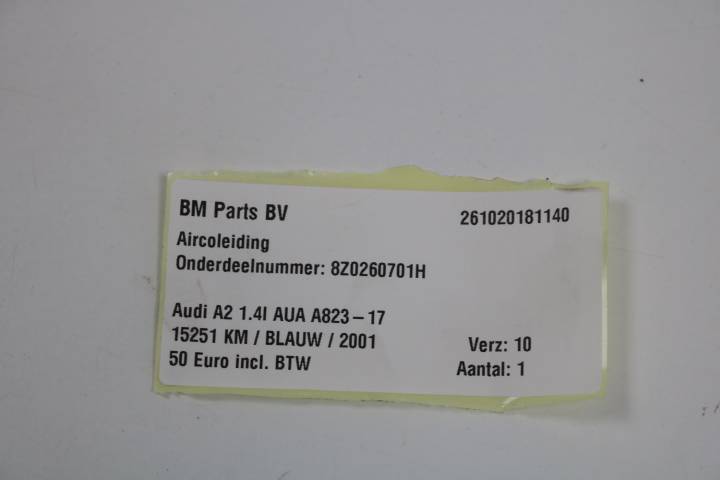 BM Parts BV 261020181140
Aircoleiding
Onderdeelnummer: 8Z0260701H
Audi A2 1.4I AUA A823-17
15251 KM / BLAUW / 2001 Verz: 10
50 Euro incl. BTW Aantal: 1